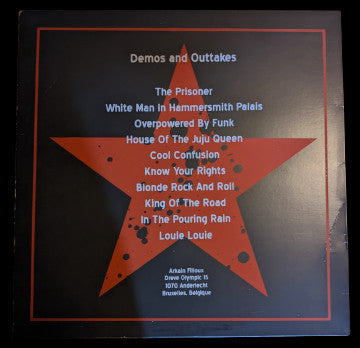 Demos and Outtakes
The Prisoner
White Man In Hammersmith Palais
Overpowered By Funk
House Of The Juju Queen
Cool Confusion
Know Your Rights
Blonde Rock And Roll
King Of The Road
In The Pouring Rain
Louie Louie
Arkain Filloux
Dreve Olympic 15
1070 Anderlecht
Bruxelles, Belgique